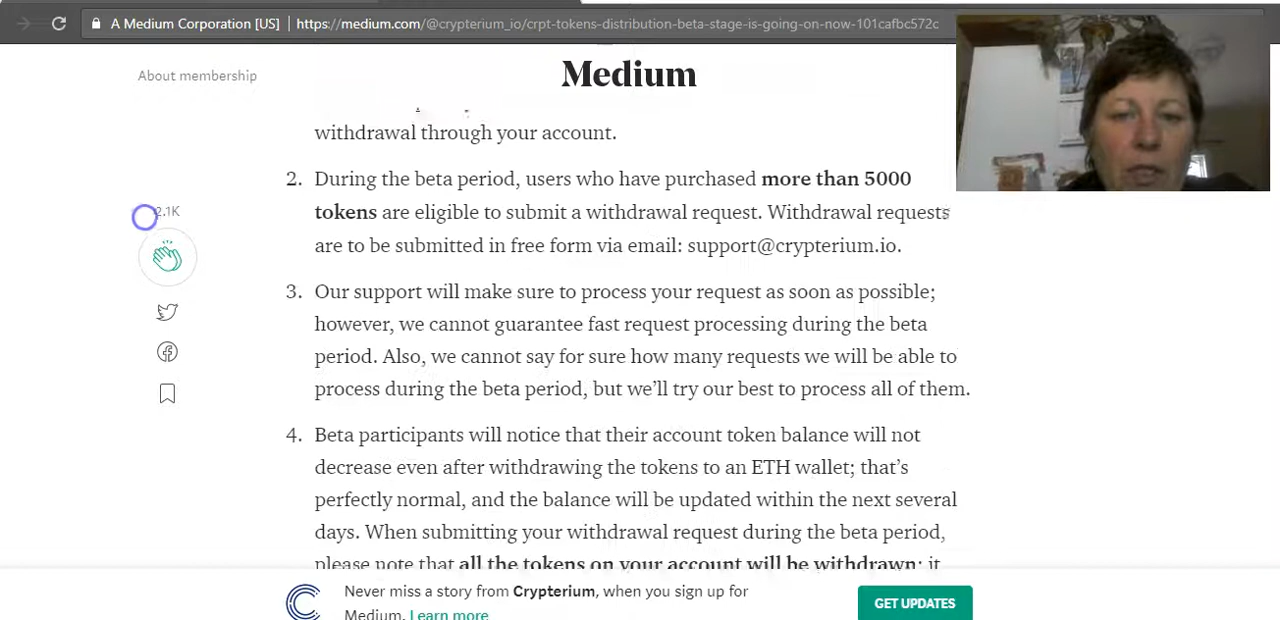 A Medium Corporation [US] https://medium.com/@crypterium_io/crpt-tokens-distribution-beta-stage-is-going-on-now-101cafbc572c
About membership
Medium
withdrawal through your account.
2. During the beta period, users who have purchased more than 5000
tokens are eligible to submit a withdrawal request. Withdrawal requests
are to be submitted in free form via email: support@crypterium.io.
2.1K
3. Our support will make sure to process your request as soon as possible;
however, we cannot guarantee fast request processing during the beta
period. Also, we cannot say for sure how many requests we will be able to
process during the beta period, but we’ll try our best to process all of them.
4. Beta participants will notice that their account token balance will not
decrease even after withdrawing the tokens to an ETH wallet; that’s
perfectly normal, and the balance will be updated within the next several
days. When submitting your withdrawal request during the beta period,
please note that all the tokens on your account will be withdrawn; it
Never miss a story from Crypterium, when you sign up for
Medium. Learn more
GET UPDATES